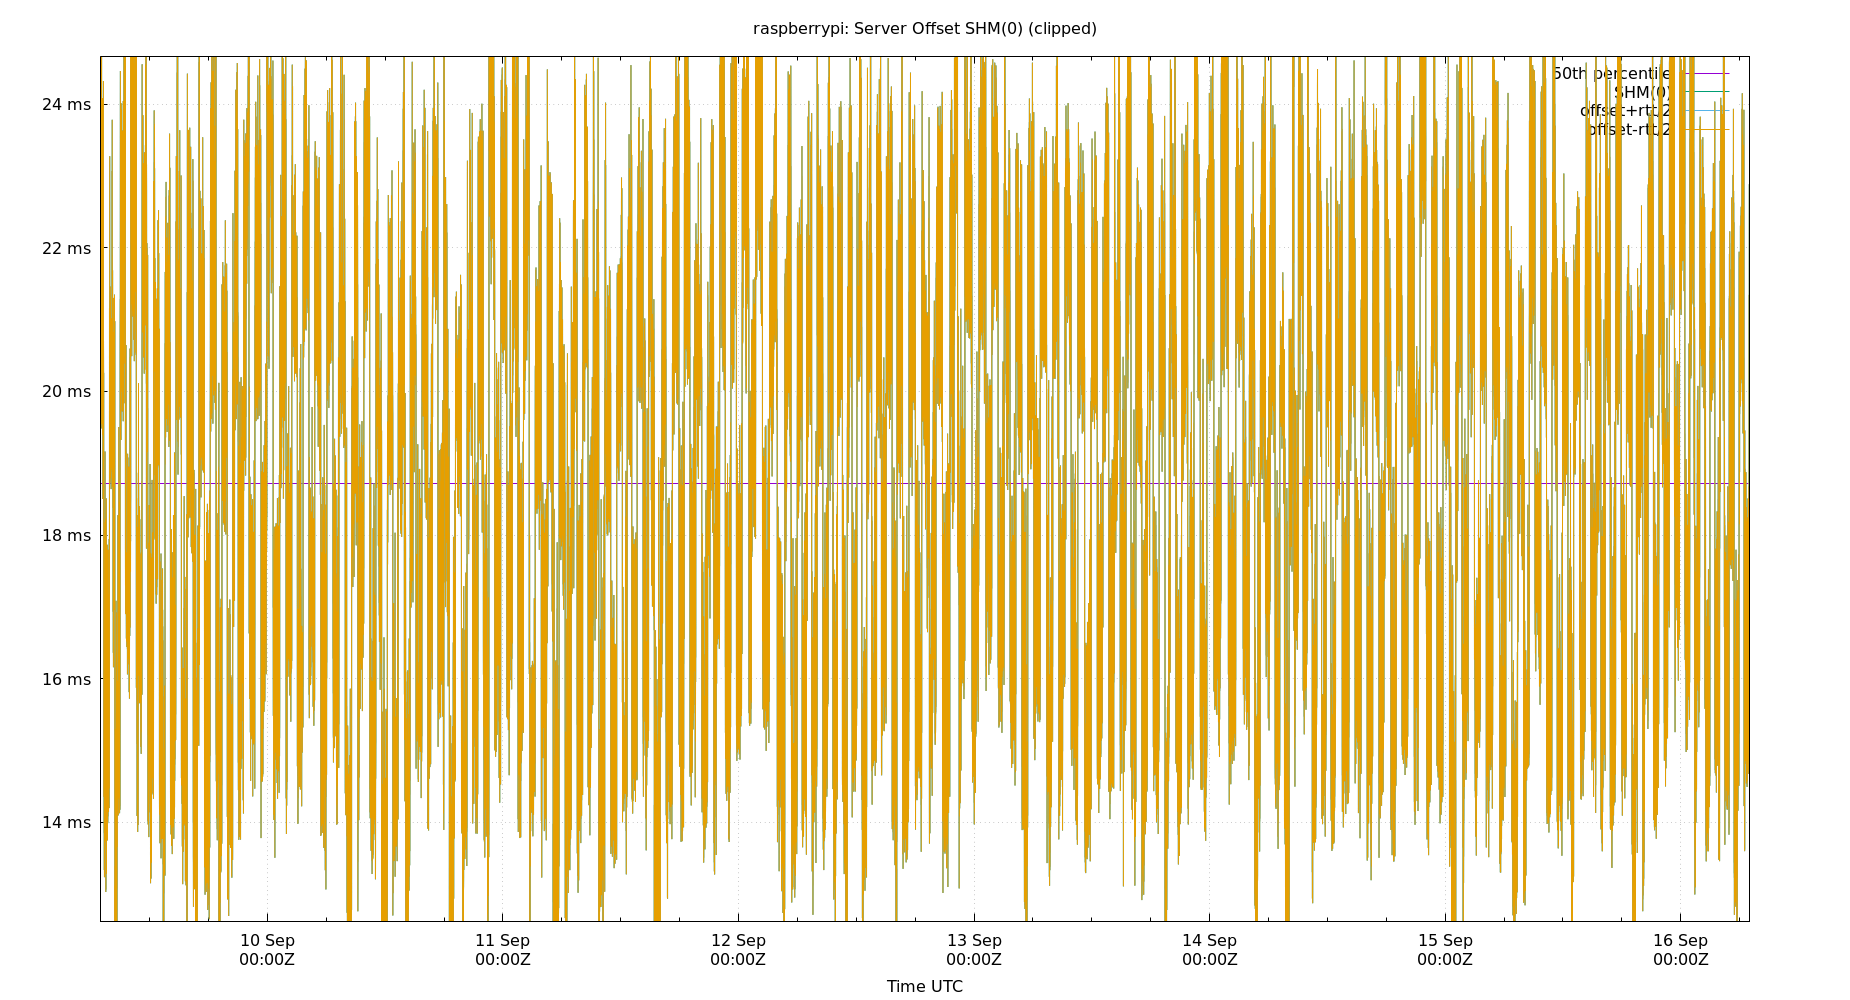 raspberrypi: Server Offset SHM(0) (clipped)
50th percentile
SHM(0)
offset+rtt/2
offset-rtt/2
24 ms
22 ms
20 ms
18 ms
16 ms
14 ms
10 Sep 11 Sep 12 Sep 13 Sep 14 Sep 15 Sep 16 Sep
00:00Z 00:00Z 00:00Z 00:00Z 00:00Z 00:00Z 00:00Z
Time UTC